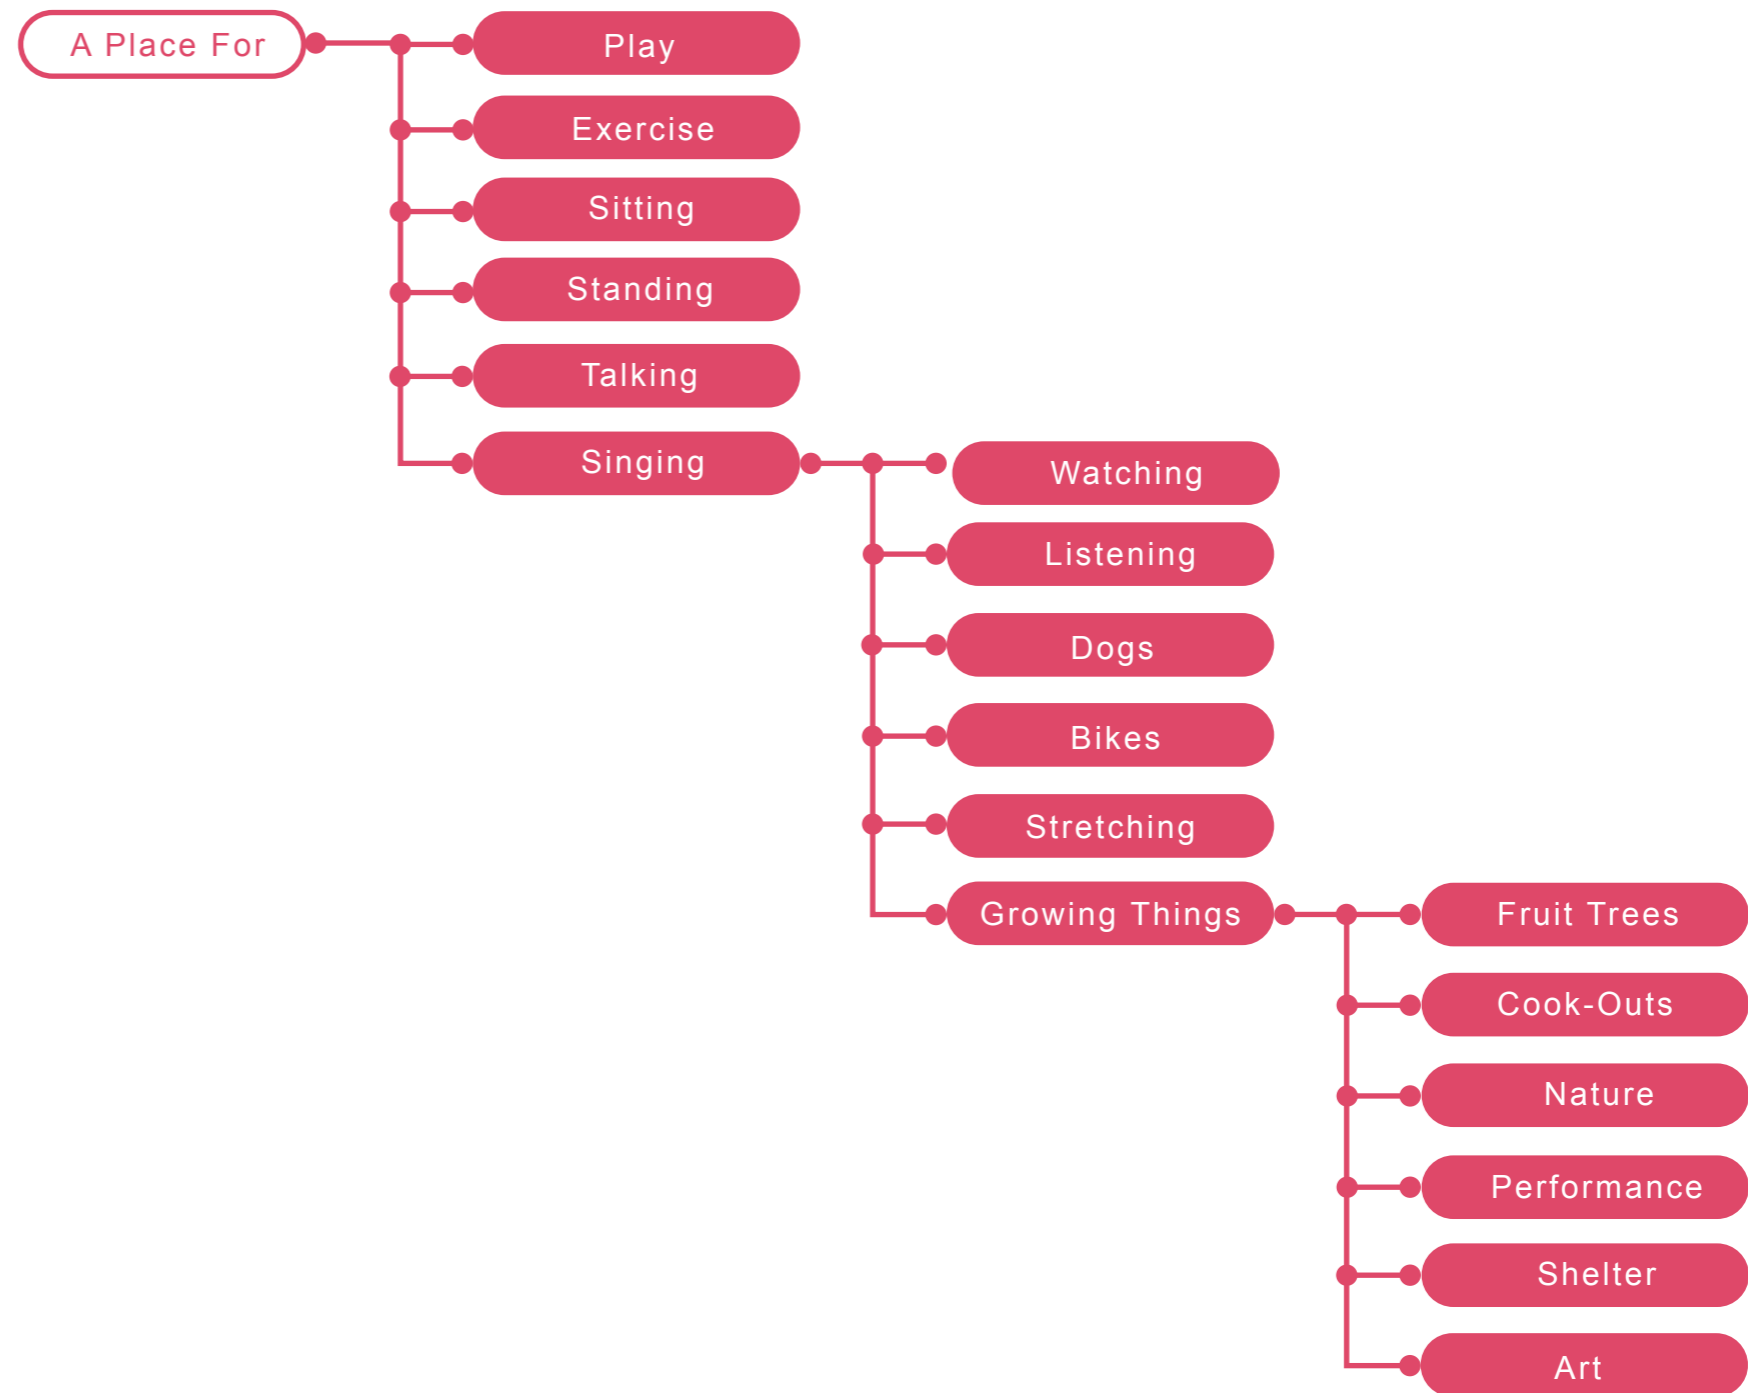 A Place For
Play
Exercise
Sitting
Standing
Talking
Singing
Watching
Listening
Dogs
Bikes
Stretching
Growing Things
Fruit Trees
Cook-Outs
Nature
Performance
Shelter
Art